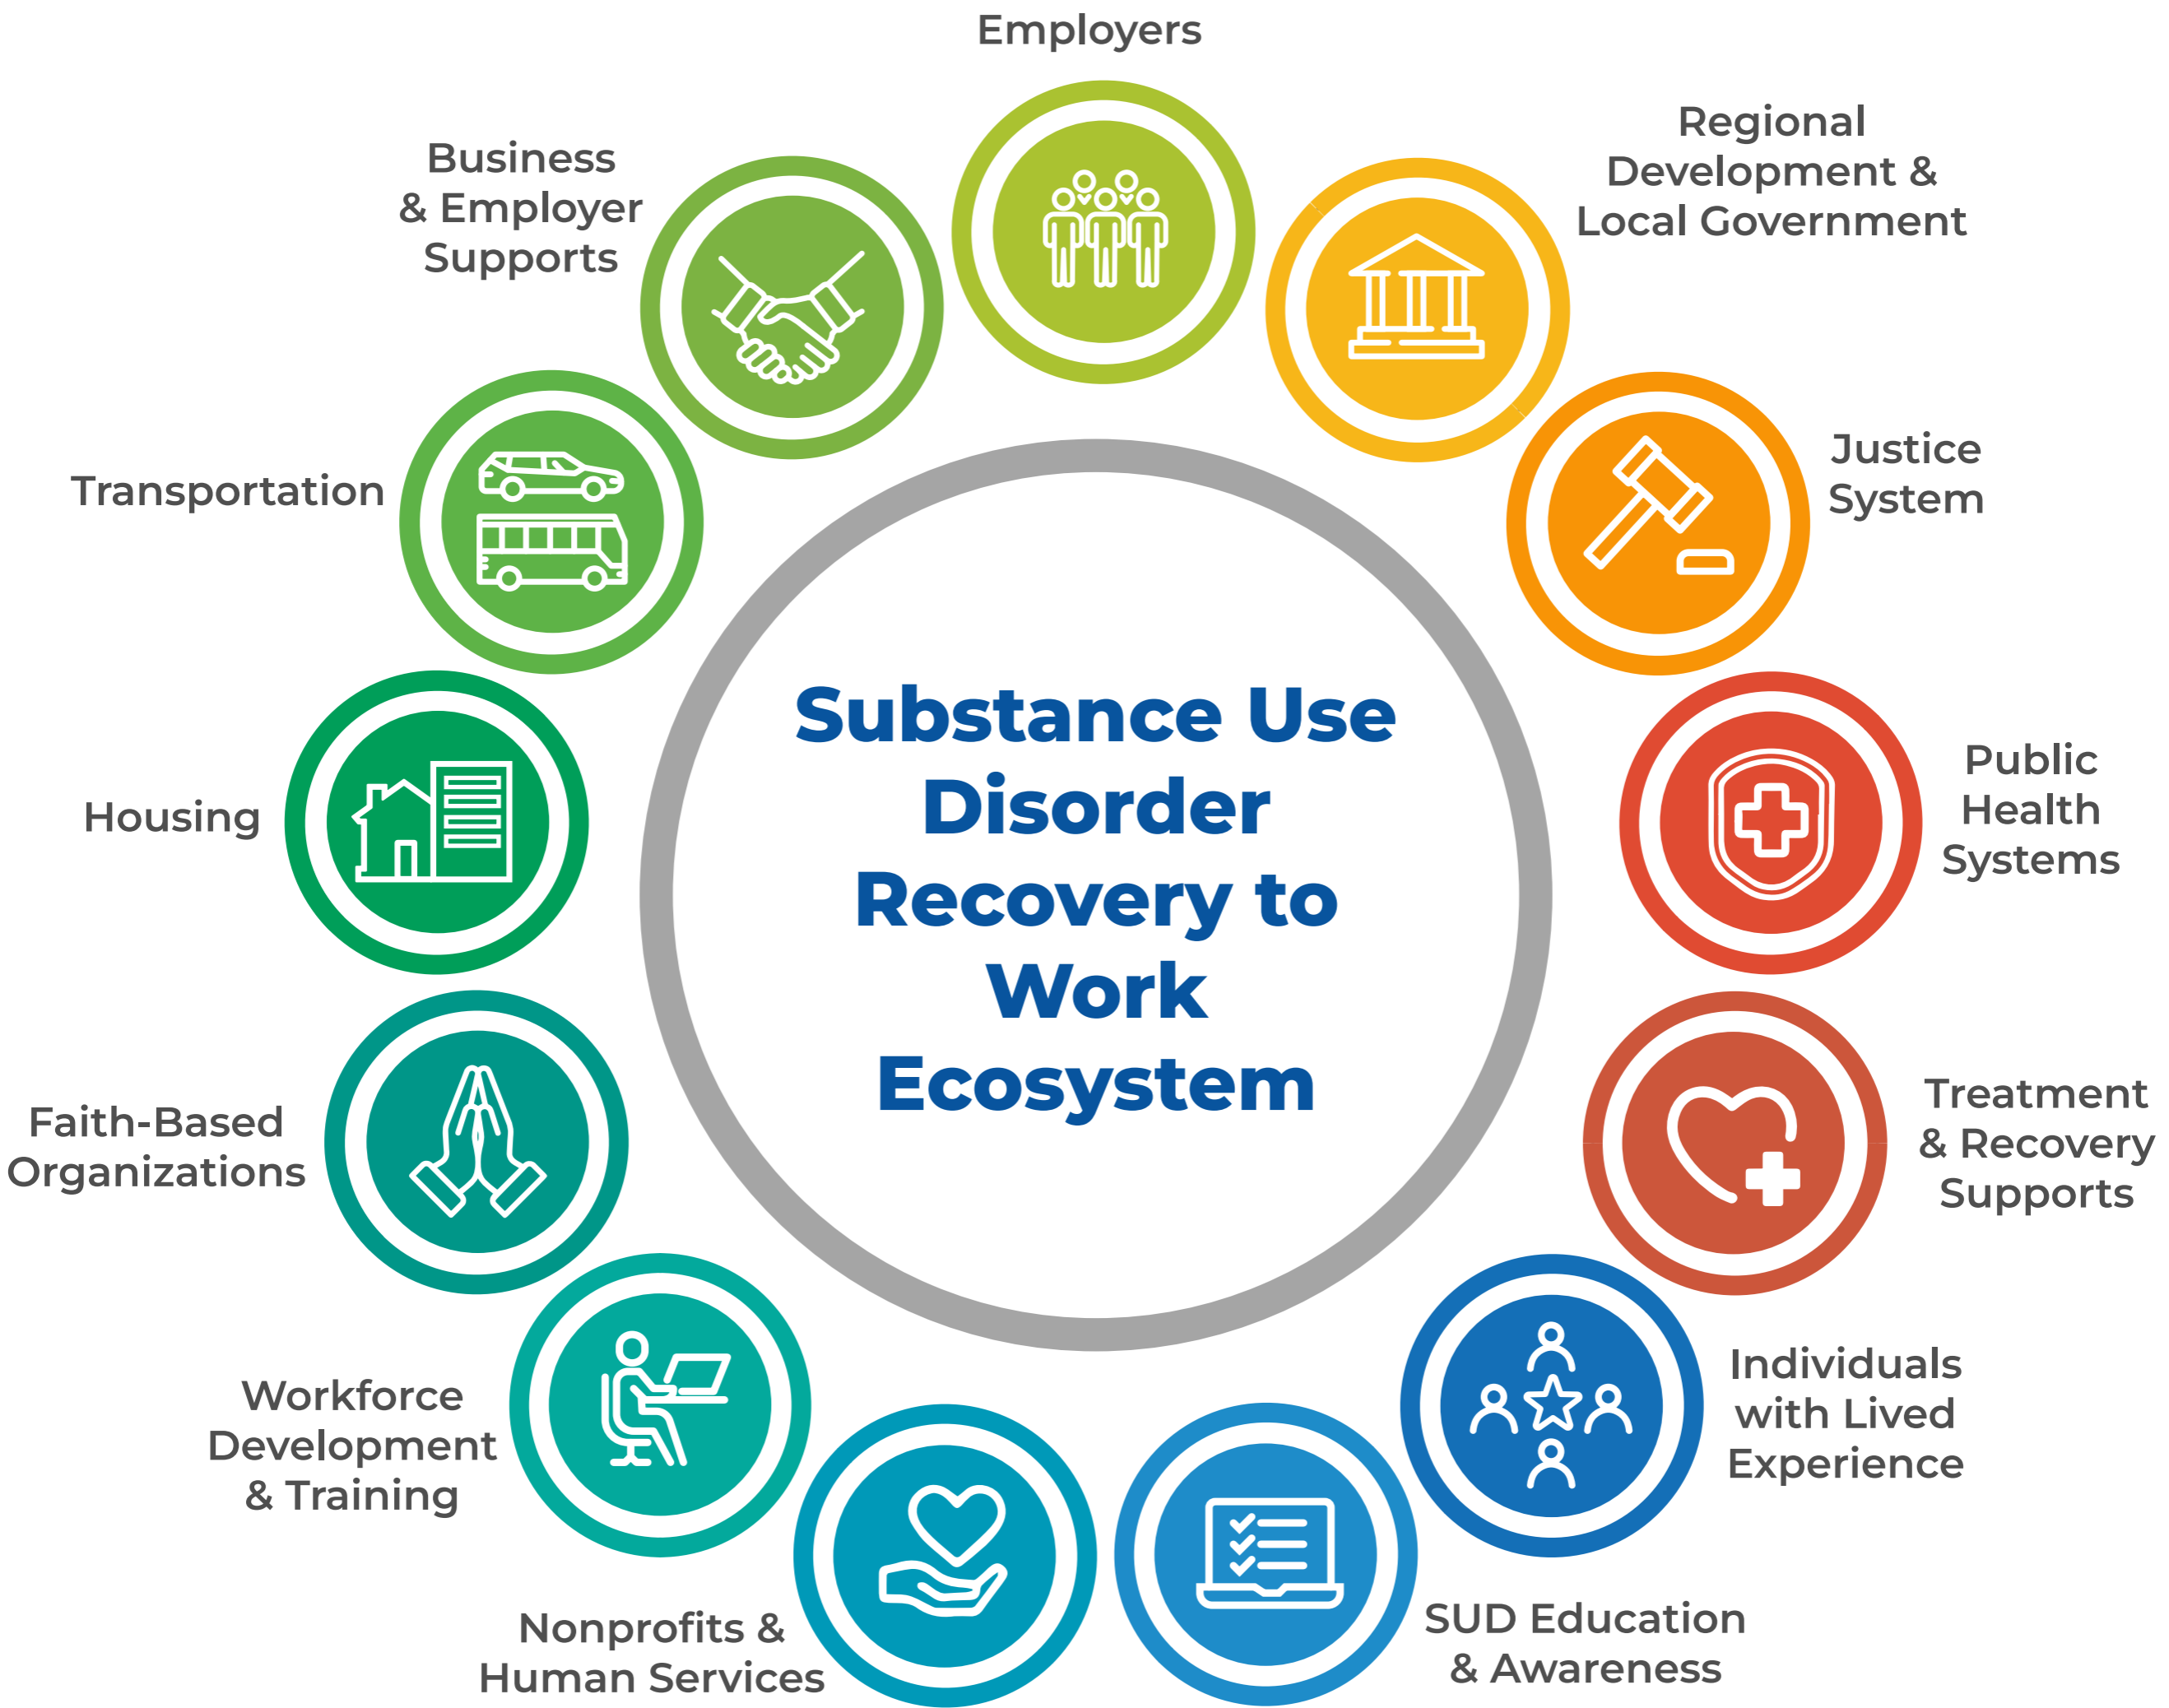 Employers
Regional
Development &
Local Government
Business
& Employer
Supports
Justice
System
Transportation
Public
Health
Systems
Housing
Substance Use
Disorder
Recovery to
Work
Ecosystem
Treatment
& Recovery
Supports
Faith-Based
Organizations
Individuals
with Lived
Experience
Workforce
Development
& Training
SUD Education
& Awareness
Nonprofits &
Human Services